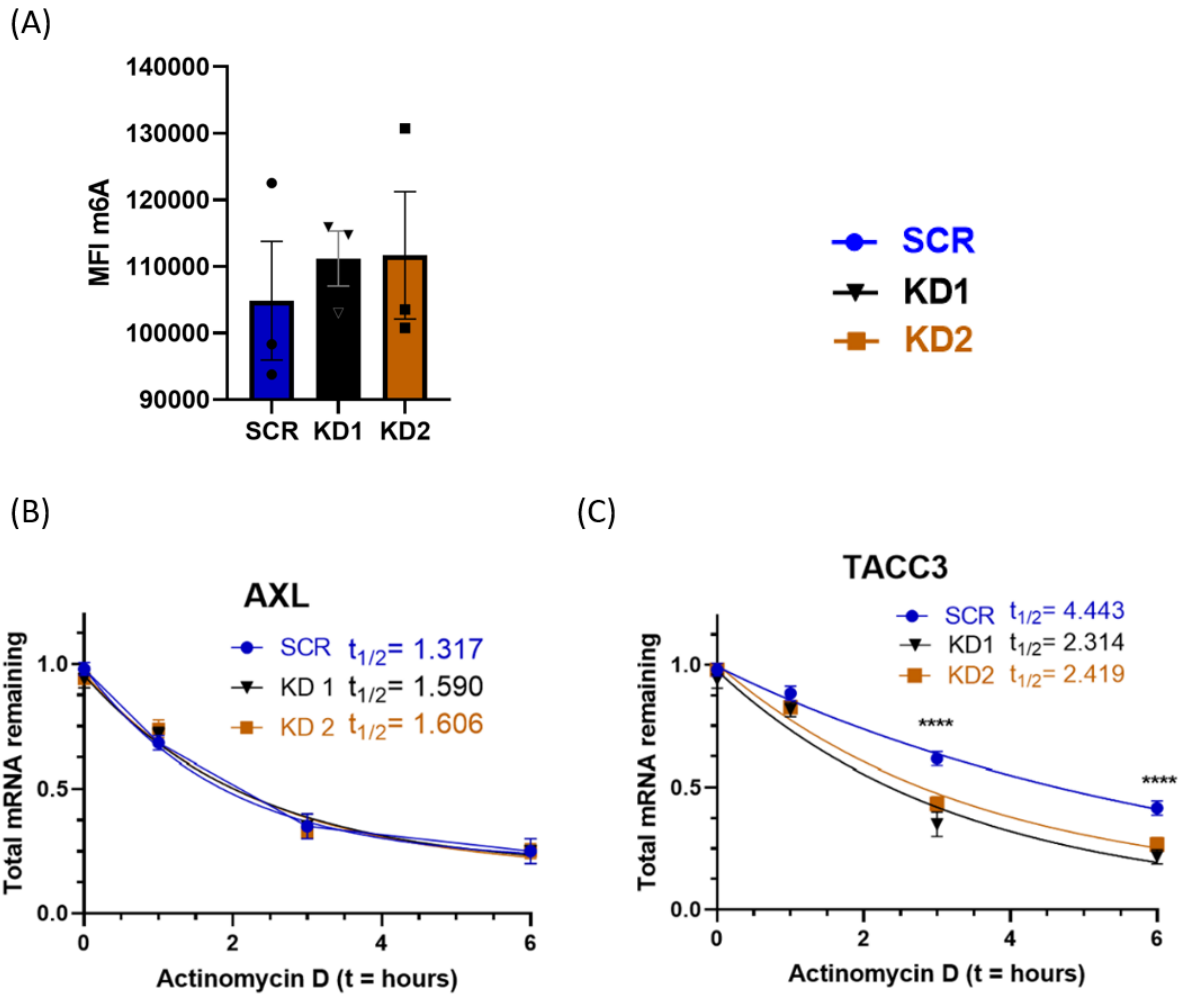 (A)
140000
130000
120000
110000
100000
90000
MFI m6A
SCR KD1 KD2
SCR
KD1
KD2
(B)
AXL
SCR t1/2= 1.317
KD 1 t1/2= 1.590
KD 2 t1/2= 1.606
Total mRNA remaining
1.0
0.5
0.0
0 2 4 6
Actinomycin D (t = hours)
(C)
TACC3
SCR t1/2= 4.443
KD1 t1/2= 2.314
KD2 t1/2= 2.419
Total mRNA remaining
1.0
0.5
0.0
****
****
0 2 4 6
Actinomycin D (t = hours)